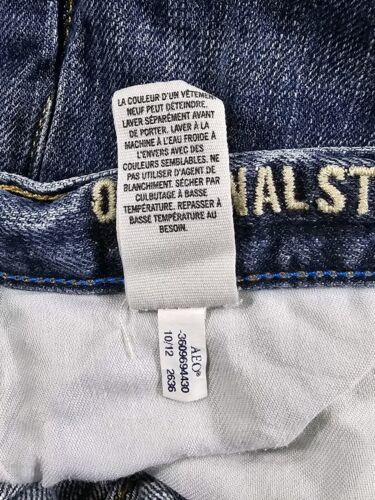 LA COULEUR D'UN VÊTEMENT
NEUF PEUT DÉTEINDRE.
LAVER SÉPARÉMENT AVANT
DE PORTER. LAVER À LA
MACHINE À L'EAU FROIDE À
L'ENVERS AVEC DES
COULEURS SEMBLABLES. NE
PAS UTILISER D'AGENT DE
BLANCHIMENT. SÉCHER PAR
CULBUTAGE À BASSE
TEMPÉRATURE. REPASSER À
BASSE TEMPÉRATURE AU
BESOIN.
O NALST
AEO®
-3609694430
10/12 2636